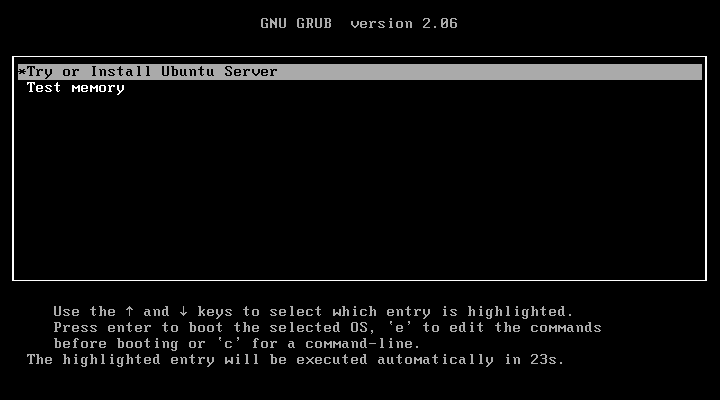 GNU GRUB  version 2.06
*Try or Install Ubuntu Server
Test memory
Use the ↑ and ↓ keys to select which entry is highlighted.
Press enter to boot the selected OS, `e' to edit the commands
before booting or `c' for a command-line.
The highlighted entry will be executed automatically in 23s.